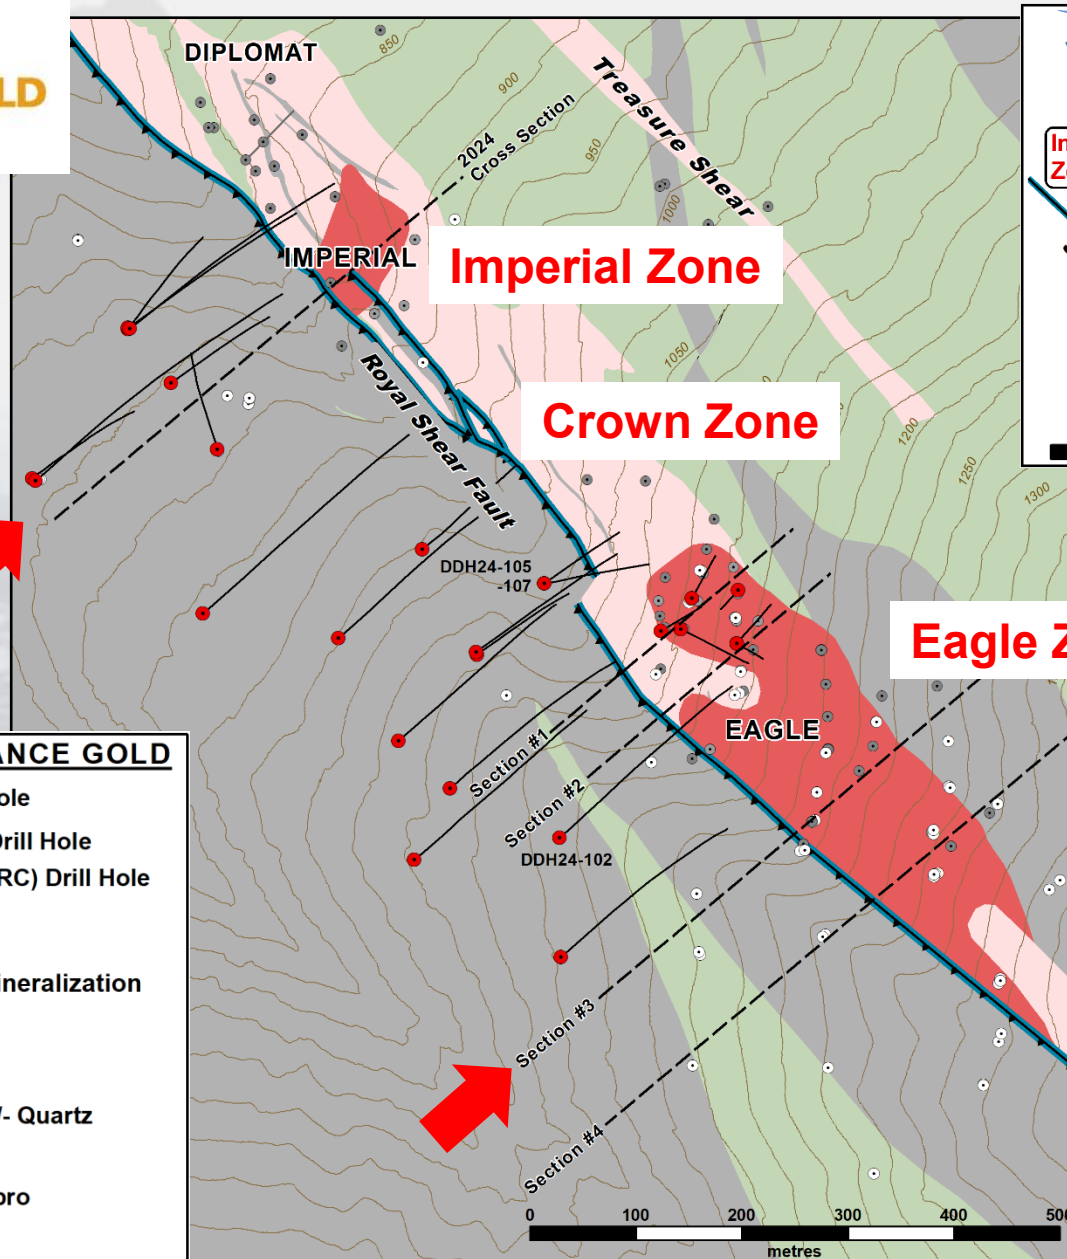 LD
DIPLOMAT
850
900
2024
Cross Section
950
Treasure Shear
1000
In
Z
IMPERIAL
Imperial Zone
1050
Royal Shear Fault
Crown Zone
1200
1250
1300
DDH24-105
-107
Eagle Z
EAGLE
Section #1
Section #2
DDH24-102
Section #3
Section #4
ANCE GOLD
ole
Drill Hole
RC) Drill Hole
ineralization
/- Quartz
bro
0 100 200 300 400 500
metres